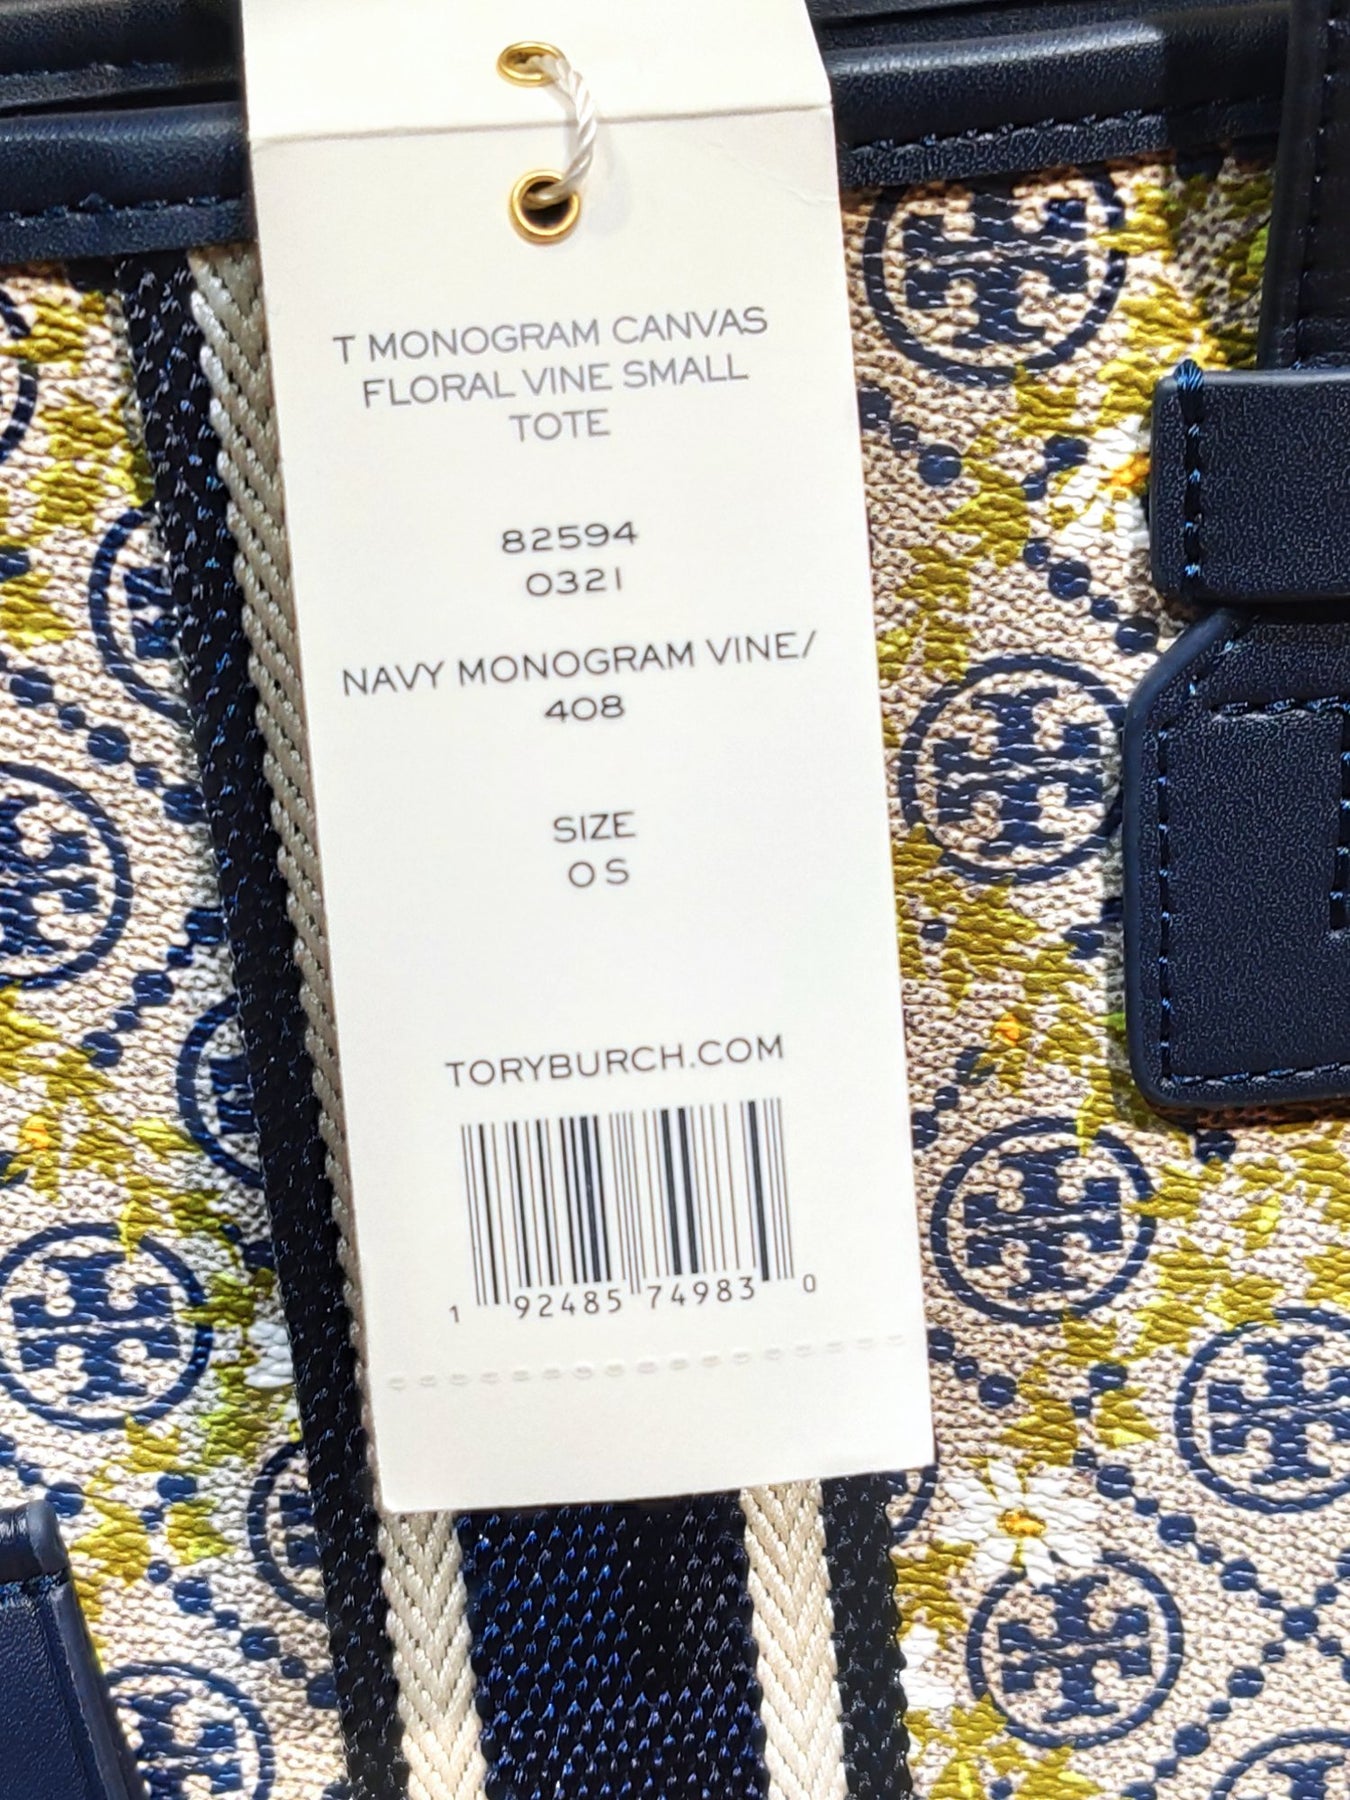 T MONOGRAM CANVAS
FLORAL VINE SMALL
TOTE
82594
0321
NAVY MONOGRAM VINE/
408
SIZE
OS
TORYBURCH.COM
1 92485 74983 0